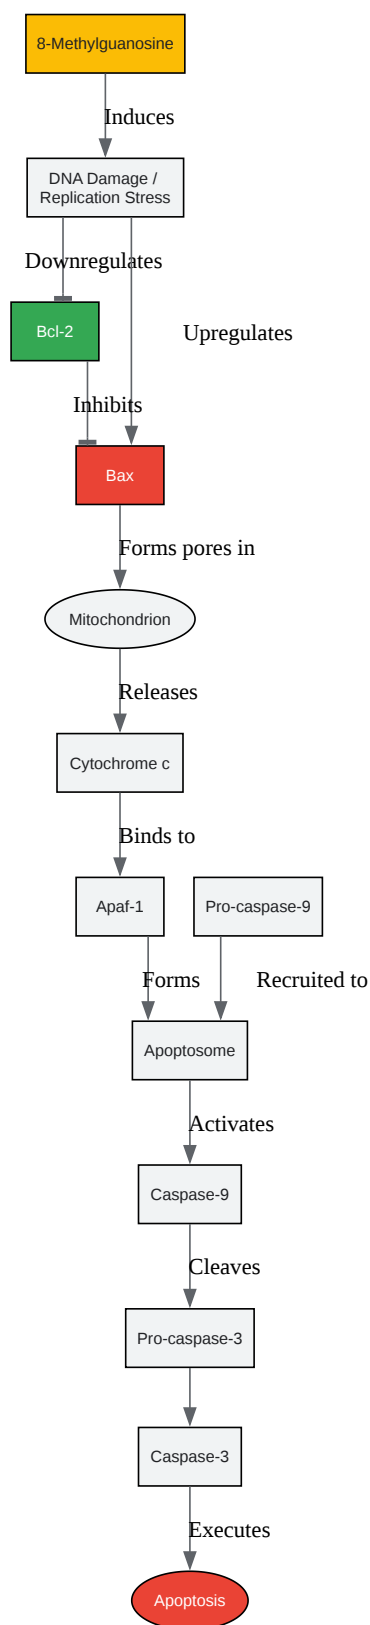 8-Methylguanosine
Induces
DNA Damage /
Replication Stress
Downregulates
Bcl-2
Upregulates
Inhibits
Bax
Forms pores in
Mitochondrion
Releases
Cytochrome c
Binds to
Apaf-1
Pro-caspase-9
Forms
Recruited to
Apoptosome
Activates
Caspase-9
Cleaves
Pro-caspase-3
Caspase-3
Executes
Apoptosis